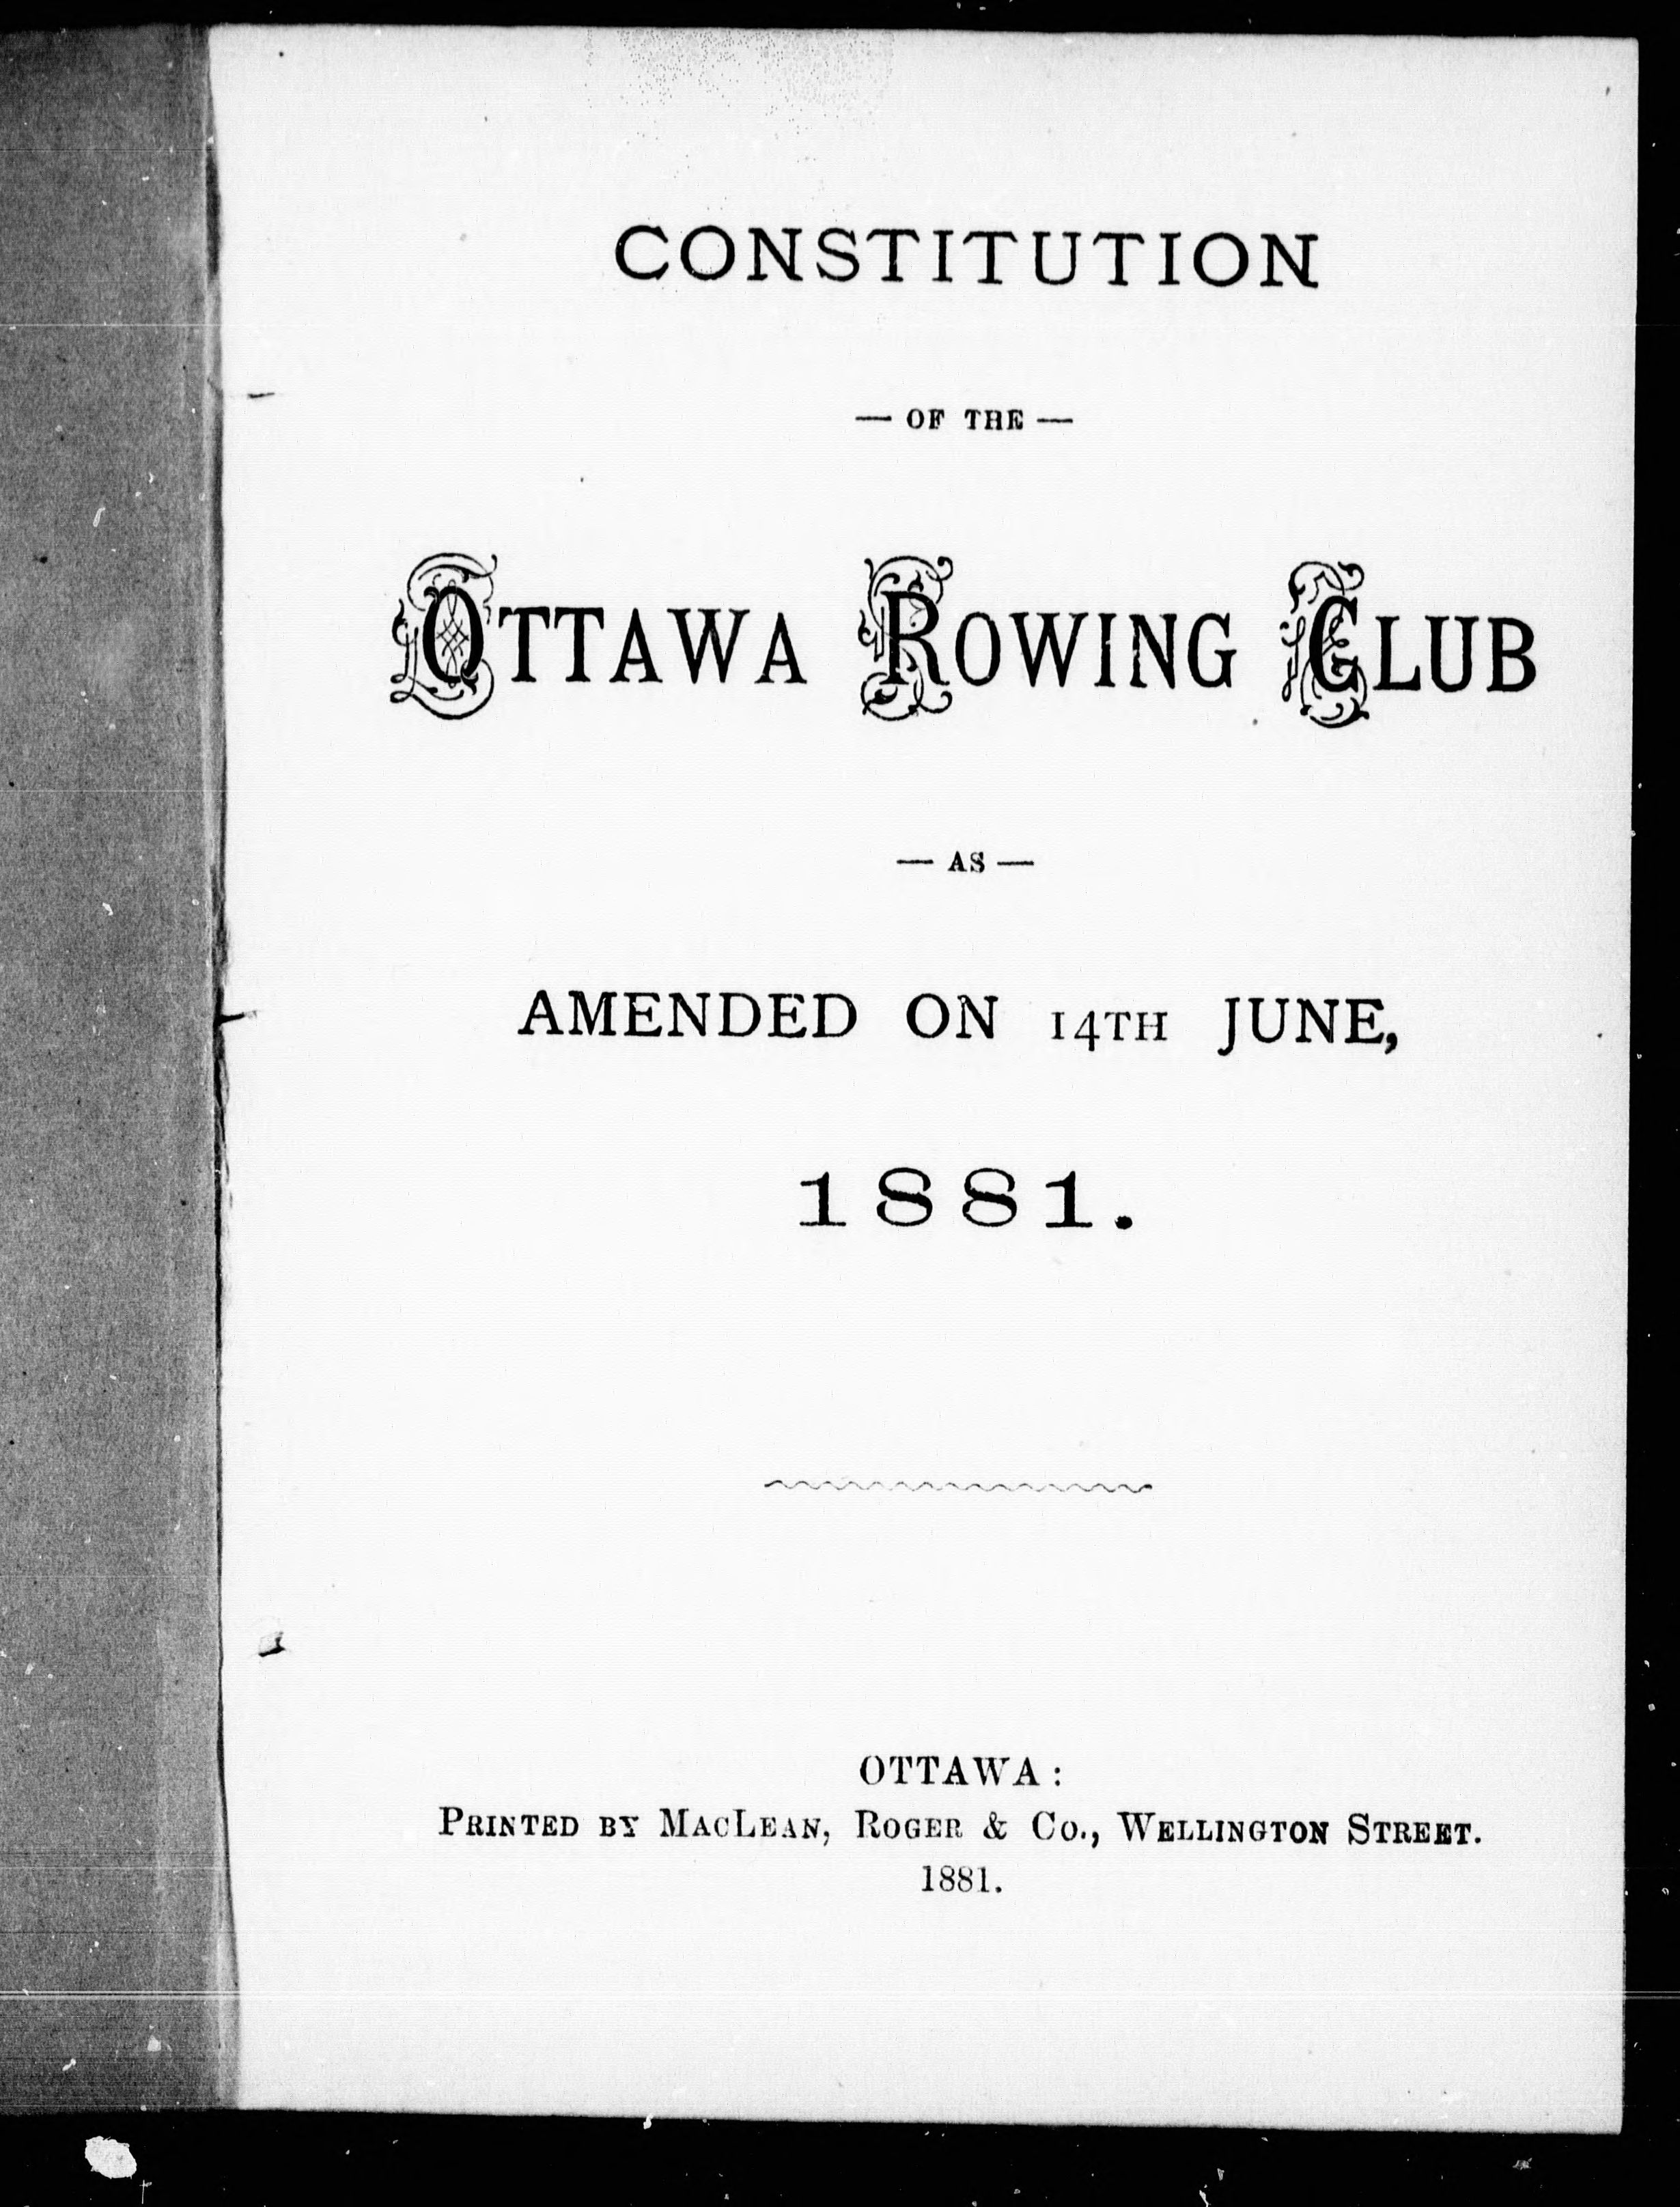 CONSTITUTION
— OF THE —
OTTAWA ROWING CLUB
— AS —
AMENDED ON 14TH JUNE,
1881.
OTTAWA:
PRINTED BY MACLEAN, ROGER & CO., WELLINGTON STREET.
1881.